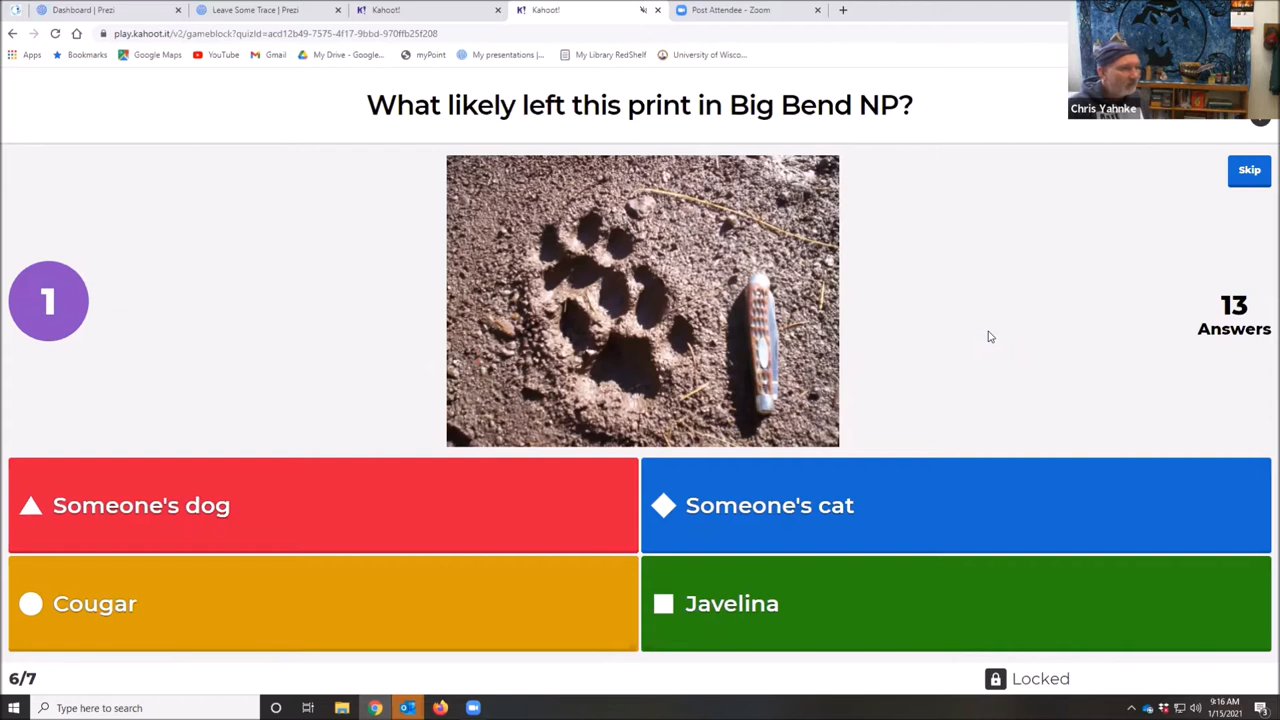 Dashboard | Prezi
Leave Some Trace | Prezi
K! Kahoot!
K! Kahoot!
Post Attendee - Zoom
play.kahoot.it/v2/gameblock?quizId=acd12b49-7575-4f17-9bbd-970ffb25f208
Apps
Bookmarks
Google Maps
YouTube
Gmail
My Drive - Google...
myPoint
My presentations |...
My Library RedShelf
University of Wisco...
Chris Yahnke
What likely left this print in Big Bend NP?
Skip
1
13
Answers
Someone's dog
Someone's cat
Cougar
Javelina
6/7
Locked
Type here to search
9:16 AM
1/15/2021
3